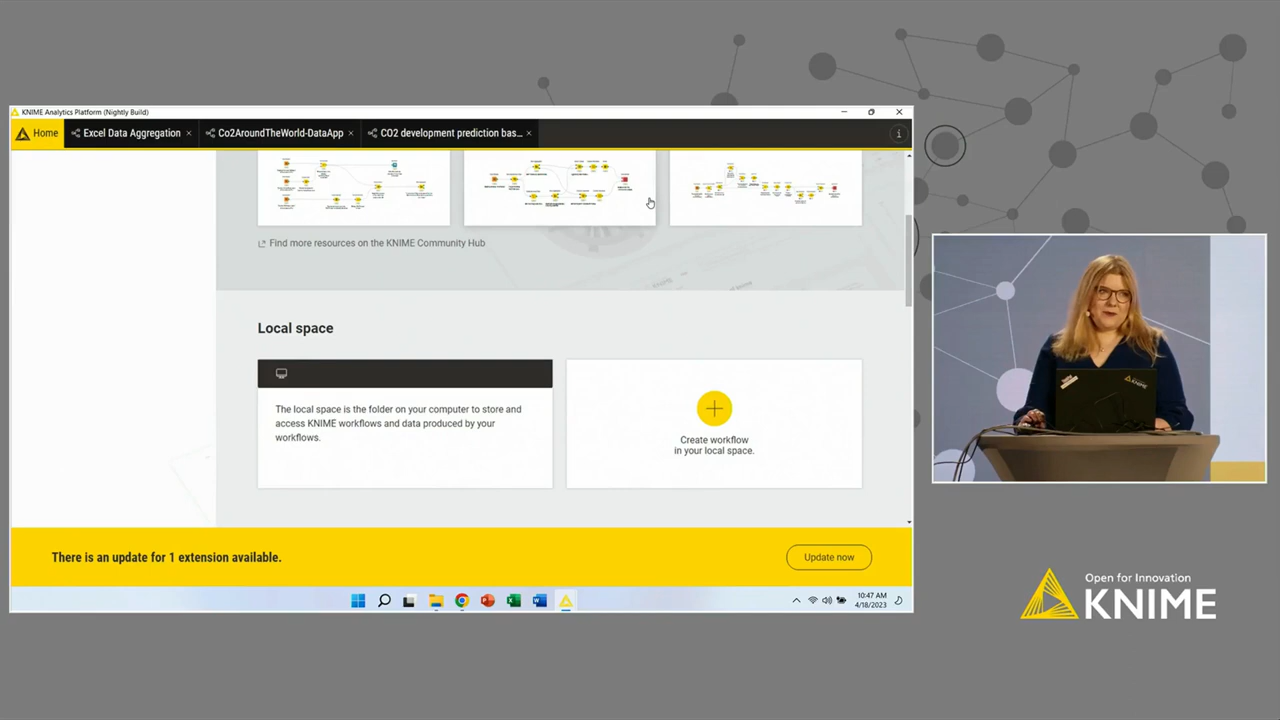 KNIME Analytics Platform (Nightly Build)
Home
Excel Data Aggregation
Co2AroundTheWorld-DataApp
CO2 development prediction bas...
Find more resources on the KNIME Community Hub
Local space
The local space is the folder on your computer to store and
access KNIME workflows and data produced by your
workflows.
Create workflow
in your local space.
There is an update for 1 extension available.
Update now
10:47 AM
4/18/2023
KNIME
Open for Innovation
KNIME